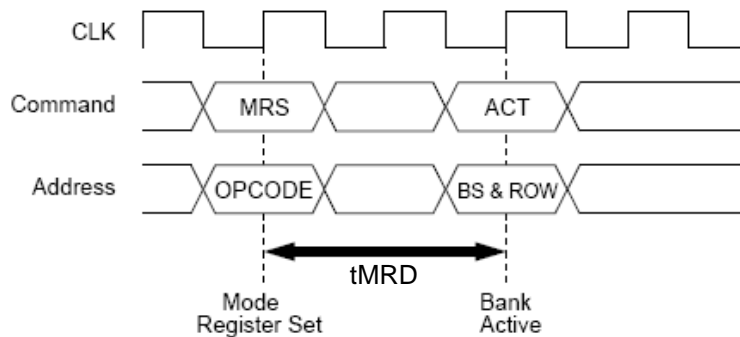 CLK
Command
MRS
ACT
Address
OPCODE
BS & ROW
tMRD
Mode
Register Set
Bank
Active